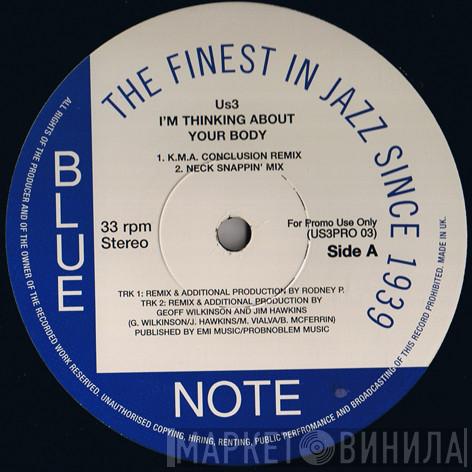 THE FINEST IN JAZZ SINCE 1939
Us3
I'M THINKING ABOUT
YOUR BODY
1. K.M.A. CONCLUSION REMIX
2. NECK SNAPPIN' MIX
BLUE
33 rpm
Stereo
For Promo Use Only
(US3PRO 03)
Side A
TRK 1: REMIX & ADDITIONAL PRODUCTION BY RODNEY P.
TRK 2: REMIX & ADDITIONAL PRODUCTION BY
GEOFF WILKINSON AND JIM HAWKINS
(G. WILKINSON/J. HAWKINS/M. VIALVA/B. MCFERRIN)
PUBLISHED BY EMI MUSIC/PROBNOBLEM MUSIC
NOTE
ALL RIGHTS OF THE PRODUCER AND OF THE OWNER OF THE RECORDED WORK RESERVED. UNAUTHORISED COPYING, HIRING, RENTING, PUBLIC PERFROMANCE AND BROADCASTING OF THIS RECORD PROHIBITED. MADE IN UK.
МАРКЕТ ВИНИЛА